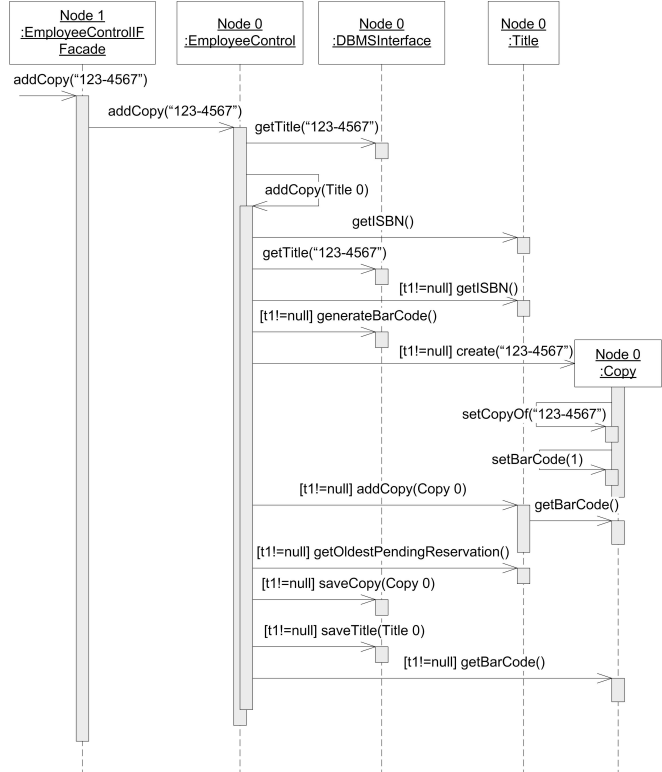 Node 1
:EmployeeControlIF
Facade
Node 0
:EmployeeControl
Node 0
:DBMSInterface
Node 0
:Title
addCopy(“123-4567”)
addCopy(“123-4567”)
getTitle(“123-4567”)
addCopy(Title 0)
getISBN()
getTitle(“123-4567”)
[t1!=null] getISBN()
[t1!=null] generateBarCode()
[t1!=null] create(“123-4567”)
Node 0
:Copy
setCopyOf(“123-4567”)
setBarCode(1)
[t1!=null] addCopy(Copy 0)
getBarCode()
[t1!=null] getOldestPendingReservation()
[t1!=null] saveCopy(Copy 0)
[t1!=null] saveTitle(Title 0)
[t1!=null] getBarCode()